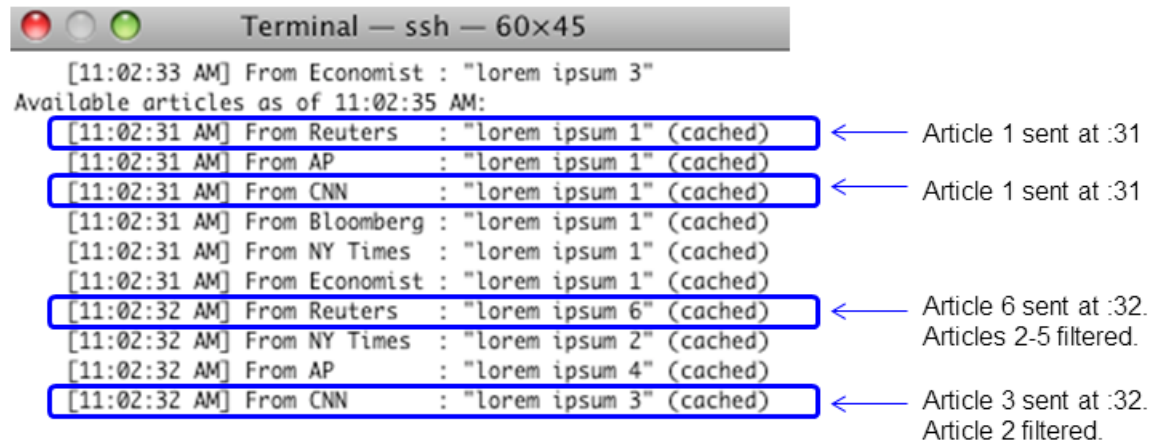 Terminal — ssh — 60×45
[11:02:33 AM] From Economist : "lorem ipsum 3"
Available articles as of 11:02:35 AM:
[11:02:31 AM] From Reuters : "lorem ipsum 1" (cached)
Article 1 sent at :31
[11:02:31 AM] From AP : "lorem ipsum 1" (cached)
[11:02:31 AM] From CNN : "lorem ipsum 1" (cached)
Article 1 sent at :31
[11:02:31 AM] From Bloomberg : "lorem ipsum 1" (cached)
[11:02:31 AM] From NY Times : "lorem ipsum 1" (cached)
[11:02:31 AM] From Economist : "lorem ipsum 1" (cached)
[11:02:32 AM] From Reuters : "lorem ipsum 6" (cached)
Article 6 sent at :32.
Articles 2-5 filtered.
[11:02:32 AM] From NY Times : "lorem ipsum 2" (cached)
[11:02:32 AM] From AP : "lorem ipsum 4" (cached)
[11:02:32 AM] From CNN : "lorem ipsum 3" (cached)
Article 3 sent at :32.
Article 2 filtered.